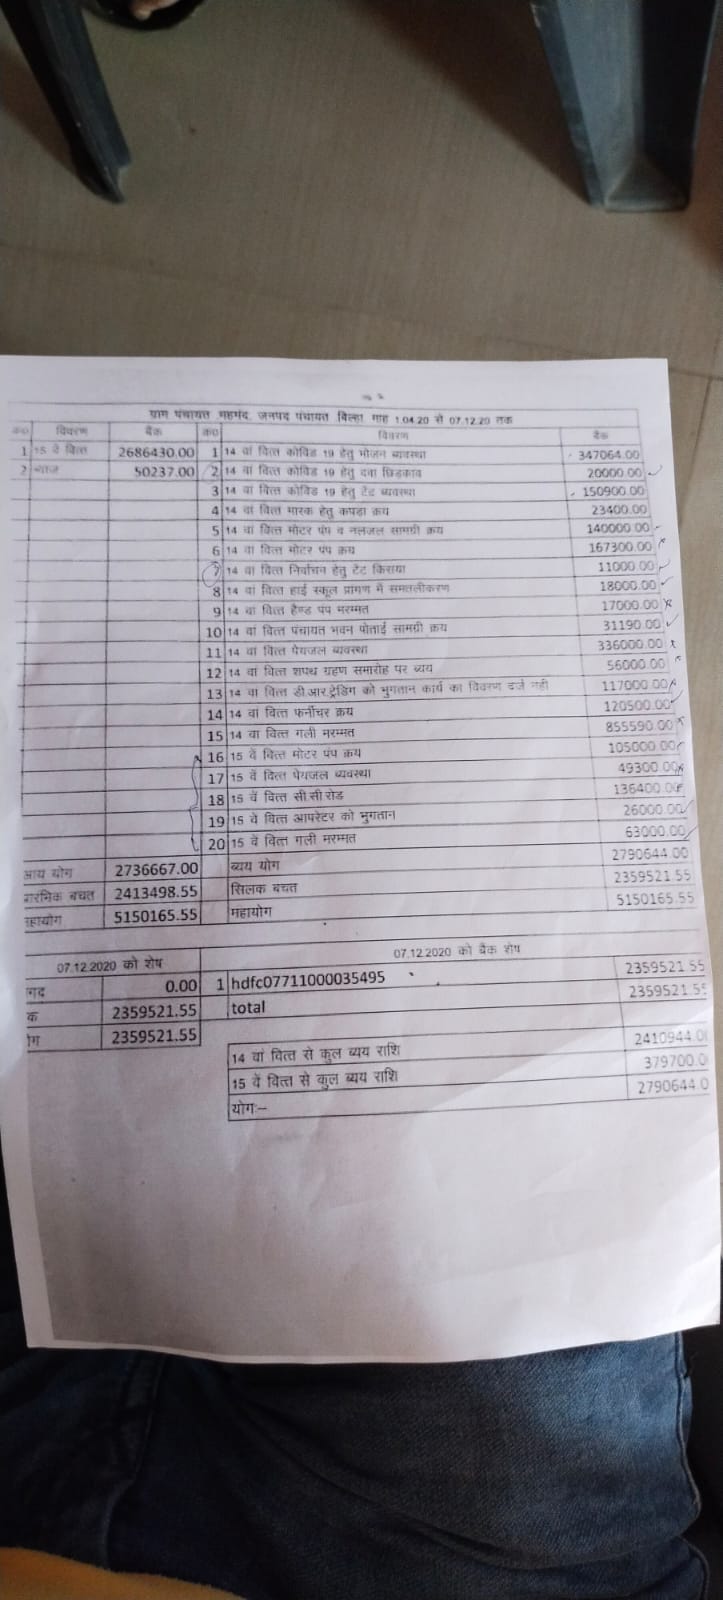 ग्राम पंचायत महमंद जनपद पंचायत बिल्हा माह 1.04.20 से 07.12.20 तक
क0 विवरण बैंक क0 विवरण बैंक
1 15 वे वित्त 2686430.00 1 14 वां वित्त कोविड 19 हेतु भोजन व्यवस्था 347064.00
2 ब्याज 50237.00 2 14 वां वित्त कोविड 19 हेतु दवा छिड़काव 20000.00
3 14 वां वित्त कोविड 19 हेतु टेंट व्यवस्था 150900.00
4 14 वां वित्त मास्क हेतु कपड़ा क्रय 23400.00
5 14 वां वित्त मोटर पंप व नलजल सामग्री क्रय 140000.00
6 14 वां वित्त मोटर पंप क्रय 167300.00
7 14 वां वित्त निर्वाचन हेतु टेंट किराया 11000.00
8 14 वां वित्त हाई स्कूल प्रांगण में समतलीकरण 18000.00
9 14 वां वित्त हैण्ड पंप मरम्मत 17000.00
10 14 वां वित्त पंचायत भवन पोताई सामग्री क्रय 31190.00
11 14 वां वित्त पेयजल व्यवस्था 336000.00
12 14 वां वित्त शपथ ग्रहण समारोह पर व्यय 56000.00
13 14 वां वित्त डी.आर.ट्रेडिंग को भुगतान कार्य का विवरण दर्ज नही 117000.00
14 14 वां वित्त फर्नीचर क्रय 120500.00
15 14 वां वित्त गली मरम्मत 855590.00
16 15 वें वित्त मोटर पंप क्रय 105000.00
17 15 वें वित्त पेयजल व्यवस्था 49300.00
18 15 वें वित्त सी.सी.रोड 136400.00
19 15 वें वित्त आपरेटर को भुगतान 26000.00
20 15 वें वित्त गली मरम्मत 63000.00
आय योग 2736667.00 व्यय योग 2790644.00
प्रारंभिक बचत 2413498.55 सिलक बचत 2359521.55
महायोग 5150165.55 महायोग 5150165.55
07.12.2020 को शेष 07.12.2020 को बैंक शेष
गद 0.00 1 hdfc07711000035495 2359521.55
क 2359521.55 total 2359521.55
ोग 2359521.55
14 वां वित्त से कुल व्यय राशि 2410944.0
15 वें वित्त से कुल व्यय राशि 379700.0
योगः— 2790644.0